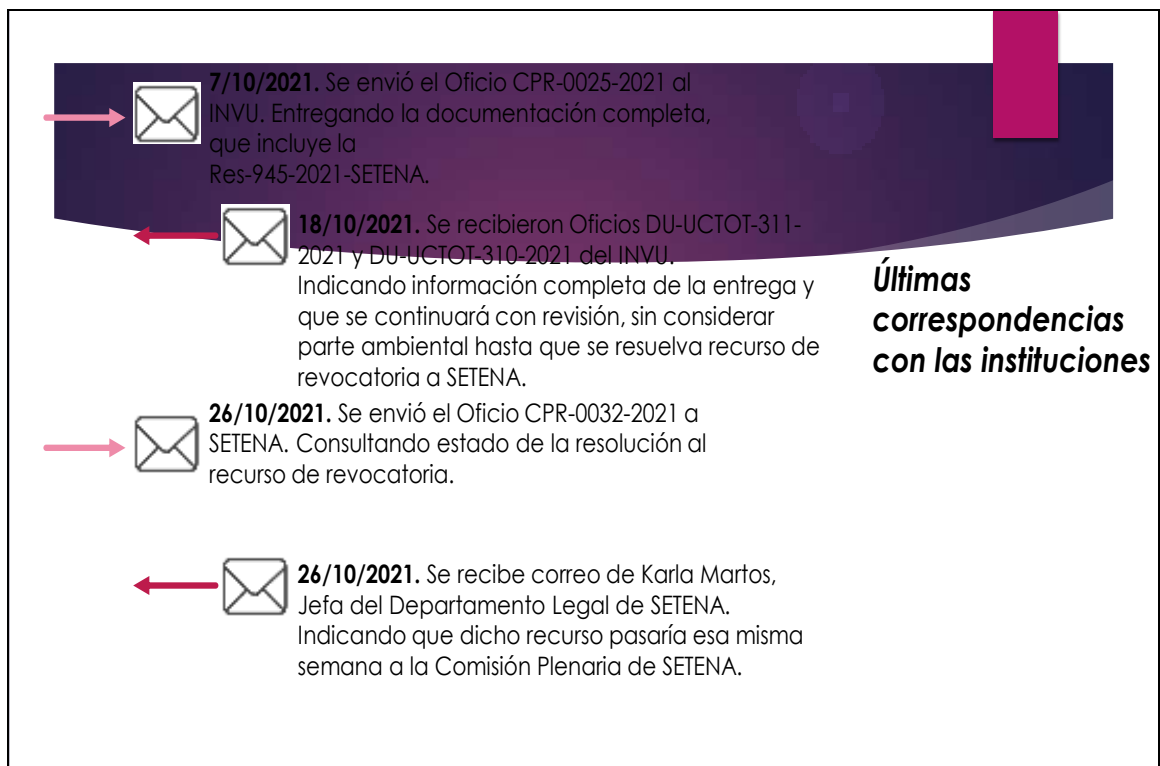 7/10/2021. Se envió el Oficio CPR-0025-2021 al
INVU. Entregando la documentación completa,
que incluye la
Res-945-2021-SETENA.
18/10/2021. Se recibieron Oficios DU-UCTOT-311-
2021 y DU-UCTOT-310-2021 del INVU.
Indicando información completa de la entrega y
que se continuará con revisión, sin considerar
parte ambiental hasta que se resuelva recurso de
revocatoria a SETENA.
26/10/2021. Se envió el Oficio CPR-0032-2021 a
SETENA. Consultando estado de la resolución al
recurso de revocatoria.
26/10/2021. Se recibe correo de Karla Martos,
Jefa del Departamento Legal de SETENA.
Indicando que dicho recurso pasaría esa misma
semana a la Comisión Plenaria de SETENA.
Últimas
correspondencias
con las instituciones